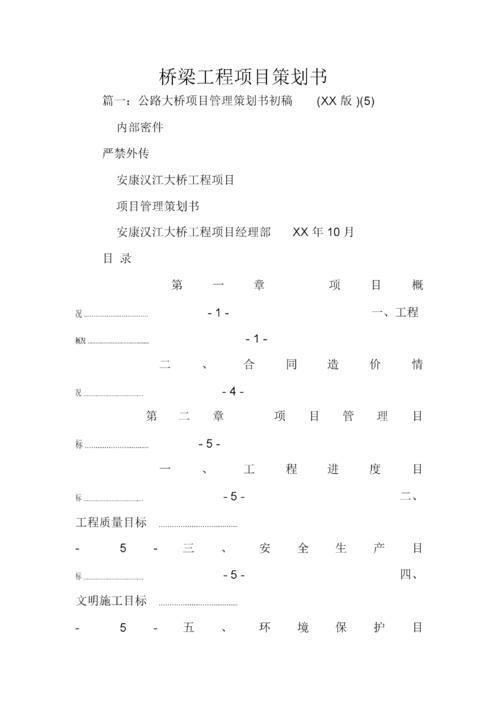 桥梁工程项目策划书
篇一：公路大桥项目管理策划书初稿 (XX 版 )(5)
内部密件
严禁外传
安康汉江大桥工程项目
项目管理策划书
安康汉江大桥工程项目经理部 XX 年 10 月
目 录
第 一 章 项 目 概
况 ................................ - 1 - 一、工程
概况 ................................ - 1 -
二 、 合 同 造 价 情
况 .............................. - 4 -
第 二 章 项 目 管 理 目
标 ................................ - 5 -
一 、 工 程 进 度 目
标 .............................. - 5 - 二、
工程质量目标 ......................................
- 5 - 三 、 安 全 生 产 目
标 .............................. - 5 - 四、
文明施工目标 ......................................
- 5 - 五 、 环 境 保 护 目